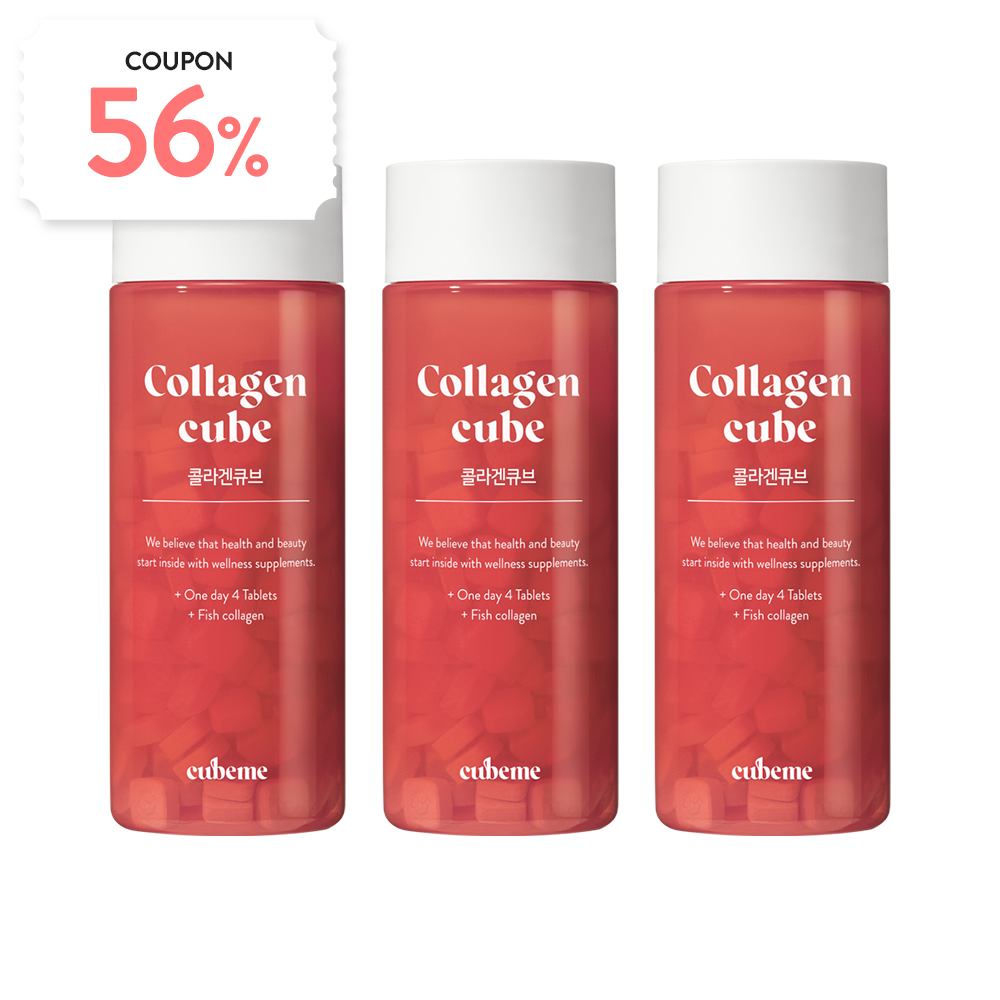 COUPON
56%
Collagen
cube
콜라겐큐브
We believe that health and beauty
start inside with wellness supplements.
+ One day 4 Tablets
+ Fish collagen
cubeme
Collagen
cube
콜라겐큐브
We believe that health and beauty
start inside with wellness supplements.
+ One day 4 Tablets
+ Fish collagen
cubeme
Collagen
cube
콜라겐큐브
We believe that health and beauty
start inside with wellness supplements.
+ One day 4 Tablets
+ Fish collagen
cubeme